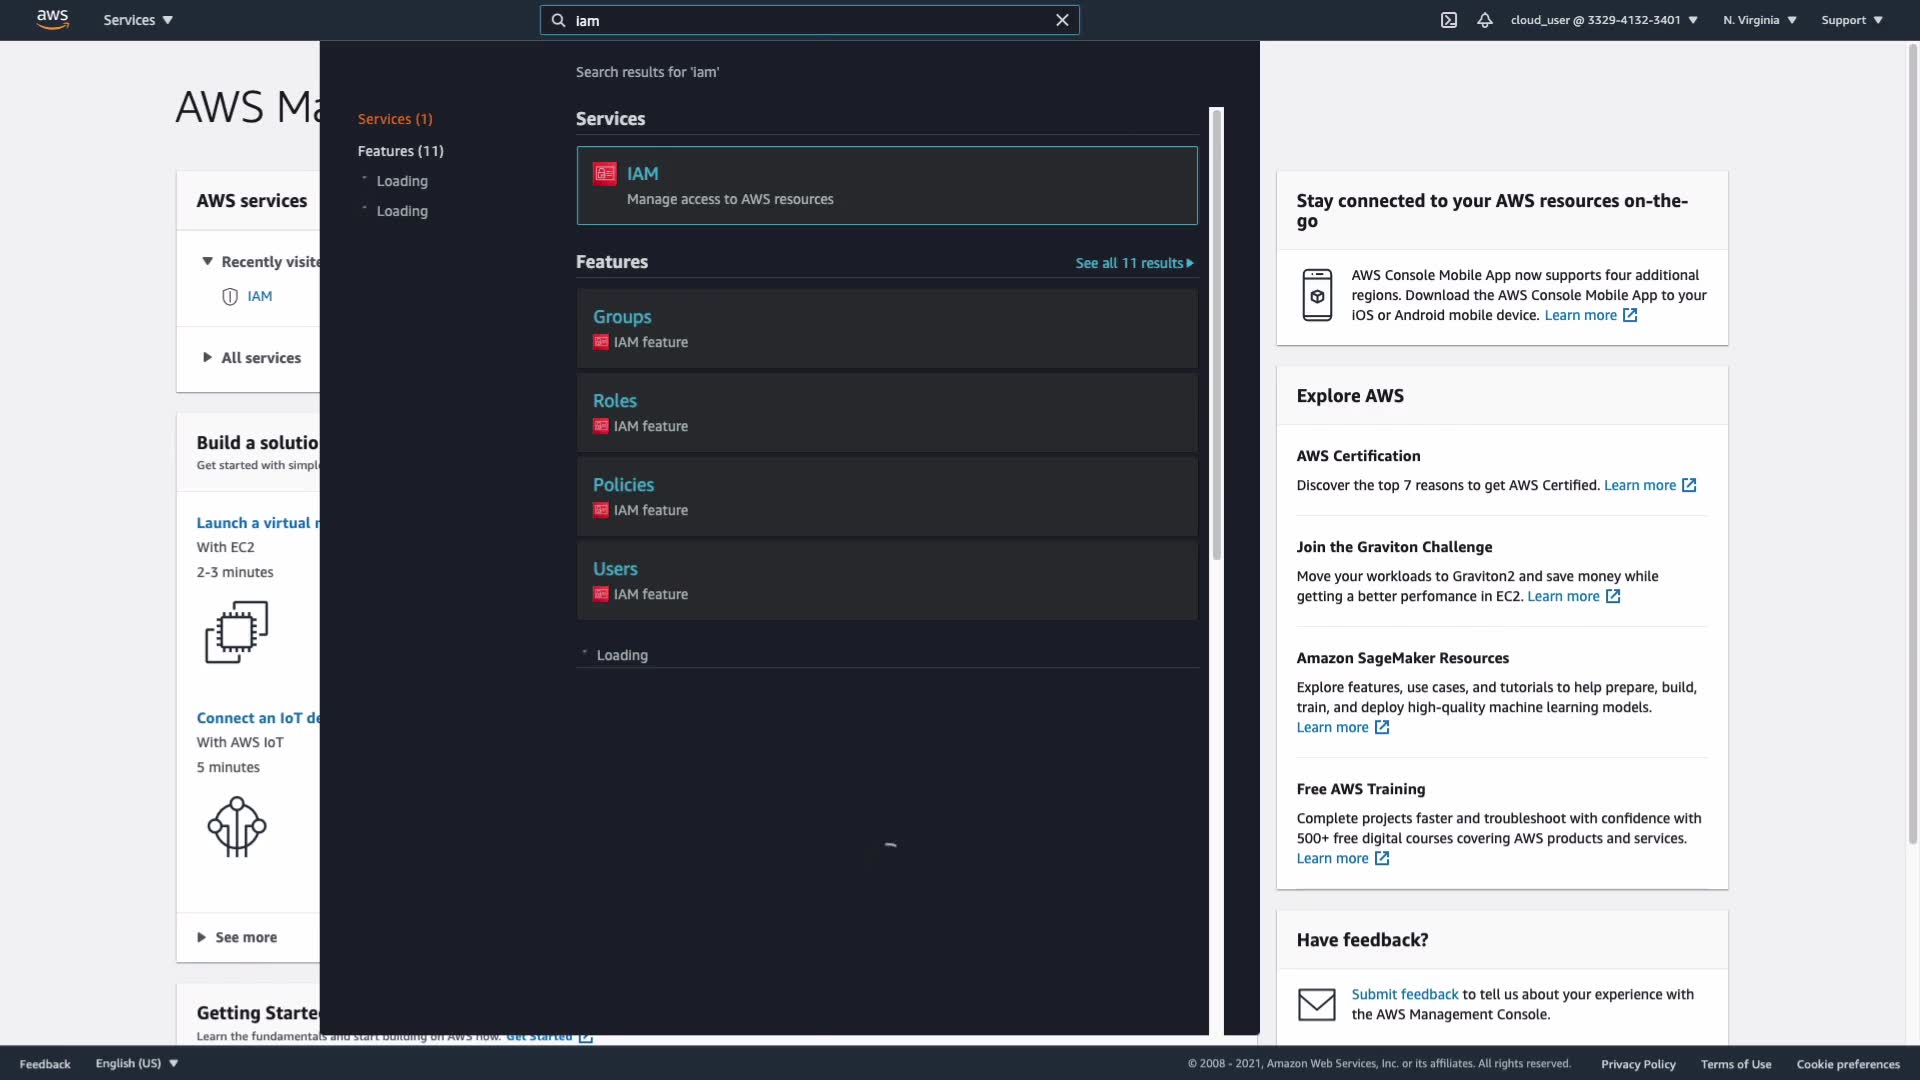 aws
Services
iam
cloud_user @ 3329-4132-3401
N. Virginia
Support
AWS Ma
AWS services
Recently visite
IAM
All services
Build a solutio
Get started with simpl
Launch a virtual
With EC2
2-3 minutes
Connect an IoT de
With AWS IoT
5 minutes
See more
Getting Starte
Learn the fundamentals and start building on AWS now. Get Started
Search results for 'iam'
Services (1)
Features (11)
Loading
Loading
Services
IAM
Manage access to AWS resources
Features
See all 11 results
Groups
IAM feature
Roles
IAM feature
Policies
IAM feature
Users
IAM feature
Loading
Stay connected to your AWS resources on-the-
go
AWS Console Mobile App now supports four additional
regions. Download the AWS Console Mobile App to your
iOS or Android mobile device. Learn more
Explore AWS
AWS Certification
Discover the top 7 reasons to get AWS Certified. Learn more
Join the Graviton Challenge
Move your workloads to Graviton2 and save money while
getting a better perfomance in EC2. Learn more
Amazon SageMaker Resources
Explore features, use cases, and tutorials to help prepare, build,
train, and deploy high-quality machine learning models.
Learn more
Free AWS Training
Complete projects faster and troubleshoot with confidence with
500+ free digital courses covering AWS products and services.
Learn more
Have feedback?
Submit feedback to tell us about your experience with
the AWS Management Console.
Feedback
English (US)
© 2008 - 2021, Amazon Web Services, Inc. or its affiliates. All rights reserved.
Privacy Policy
Terms of Use
Cookie preferences